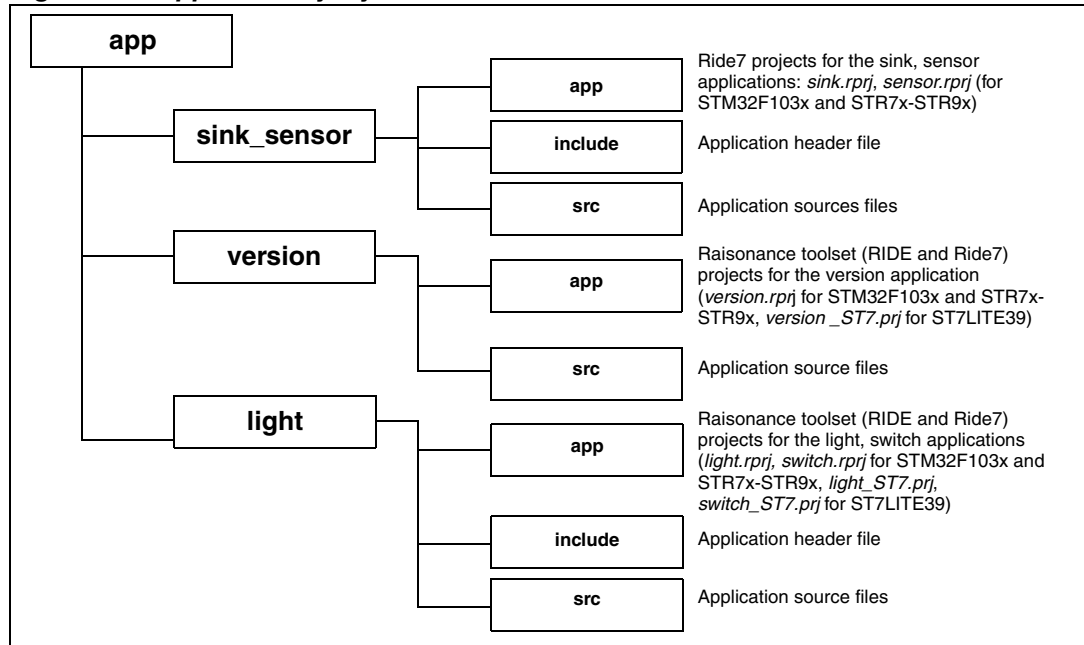 app
sink_sensor
app
Ride7 projects for the sink, sensor
applications: sink.rprj, sensor.rprj (for
STM32F103x and STR7x-STR9x)
include
Application header file
src
Application sources files
version
app
Raisonance toolset (RIDE and Ride7)
projects for the version application
(version.rprj for STM32F103x and STR7x-
STR9x, version _ST7.prj for ST7LITE39)
src
Application source files
light
app
Raisonance toolset (RIDE and Ride7)
projects for the light, switch applications
(light.rprj, switch.rprj for STM32F103x and
STR7x-STR9x, light_ST7.prj,
switch_ST7.prj for ST7LITE39)
include
Application header file
src
Application source files